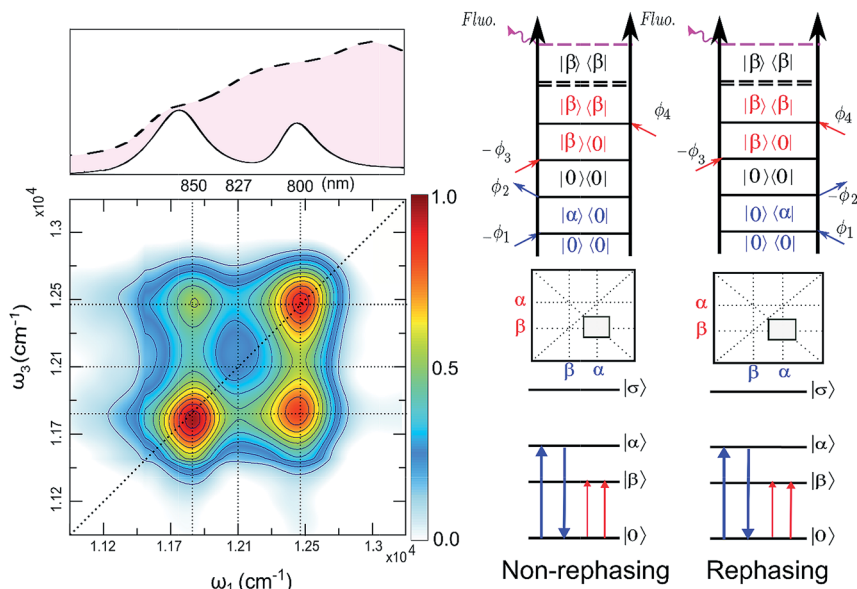 850 827 800 (nm)
×10⁴
1.3
1.25
1.21
1.17
1.12
ω₃ (cm⁻¹)
1.0
0.5
0.0
1.12 1.17 1.21 1.25 1.3
×10⁴
ω₁ (cm⁻¹)
Fluo.
|β⟩ ⟨β|
|β⟩ ⟨β|
ϕ₄
|β⟩ ⟨0|
-ϕ₃
|0⟩ ⟨0|
ϕ₂
|α⟩ ⟨0|
-ϕ₁
|0⟩ ⟨0|
α
β
β α
|σ⟩
|α⟩
|β⟩
|0⟩
Non-rephasing
Fluo.
|β⟩ ⟨β|
|β⟩ ⟨β|
ϕ₄
|β⟩ ⟨0|
-ϕ₃
|0⟩ ⟨0|
-ϕ₂
|0⟩ ⟨α|
ϕ₁
|0⟩ ⟨0|
α
β
β α
|σ⟩
|α⟩
|β⟩
|0⟩
Rephasing